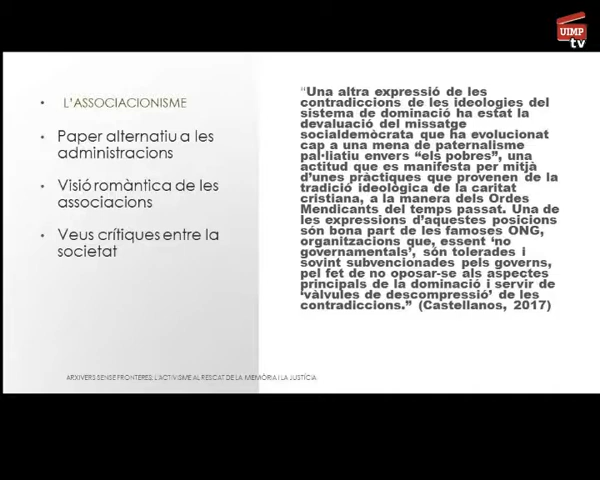 UIMP
tv
• L'ASSOCIACIONISME
• Paper alternatiu a les
administracions
• Visió romàntica de les
associacions
• Veus crítiques entre la
societat
"Una altra expressió de les
contradiccions de les ideologies del
sistema de dominació ha estat la
devaluació del missatge
socialdemòcrata que ha evolucionat
cap a una mena de paternalisme
pal·liatiu envers "els pobres", una
actitud que es manifesta per mitjà
d'unes pràctiques que provenen de la
tradició ideològica de la caritat
cristiana, a la manera dels Ordes
Mendicants del temps passat. Una de
les expressions d'aquestes posicions
són bona part de les famoses ONG,
organitzacions que, essent 'no
governamentals', són tolerades i
sovint subvencionades pels governs,
pel fet de no oposar-se als aspectes
principals de la dominació i servir de
'vàlvules de descompressió' de les
contradiccions." (Castellanos, 2017)
ARXIVERS SENSE FRONTERES: L'ACTIVISME AL RESCAT DE LA MEMÒRIA I LA JUSTÍCIA